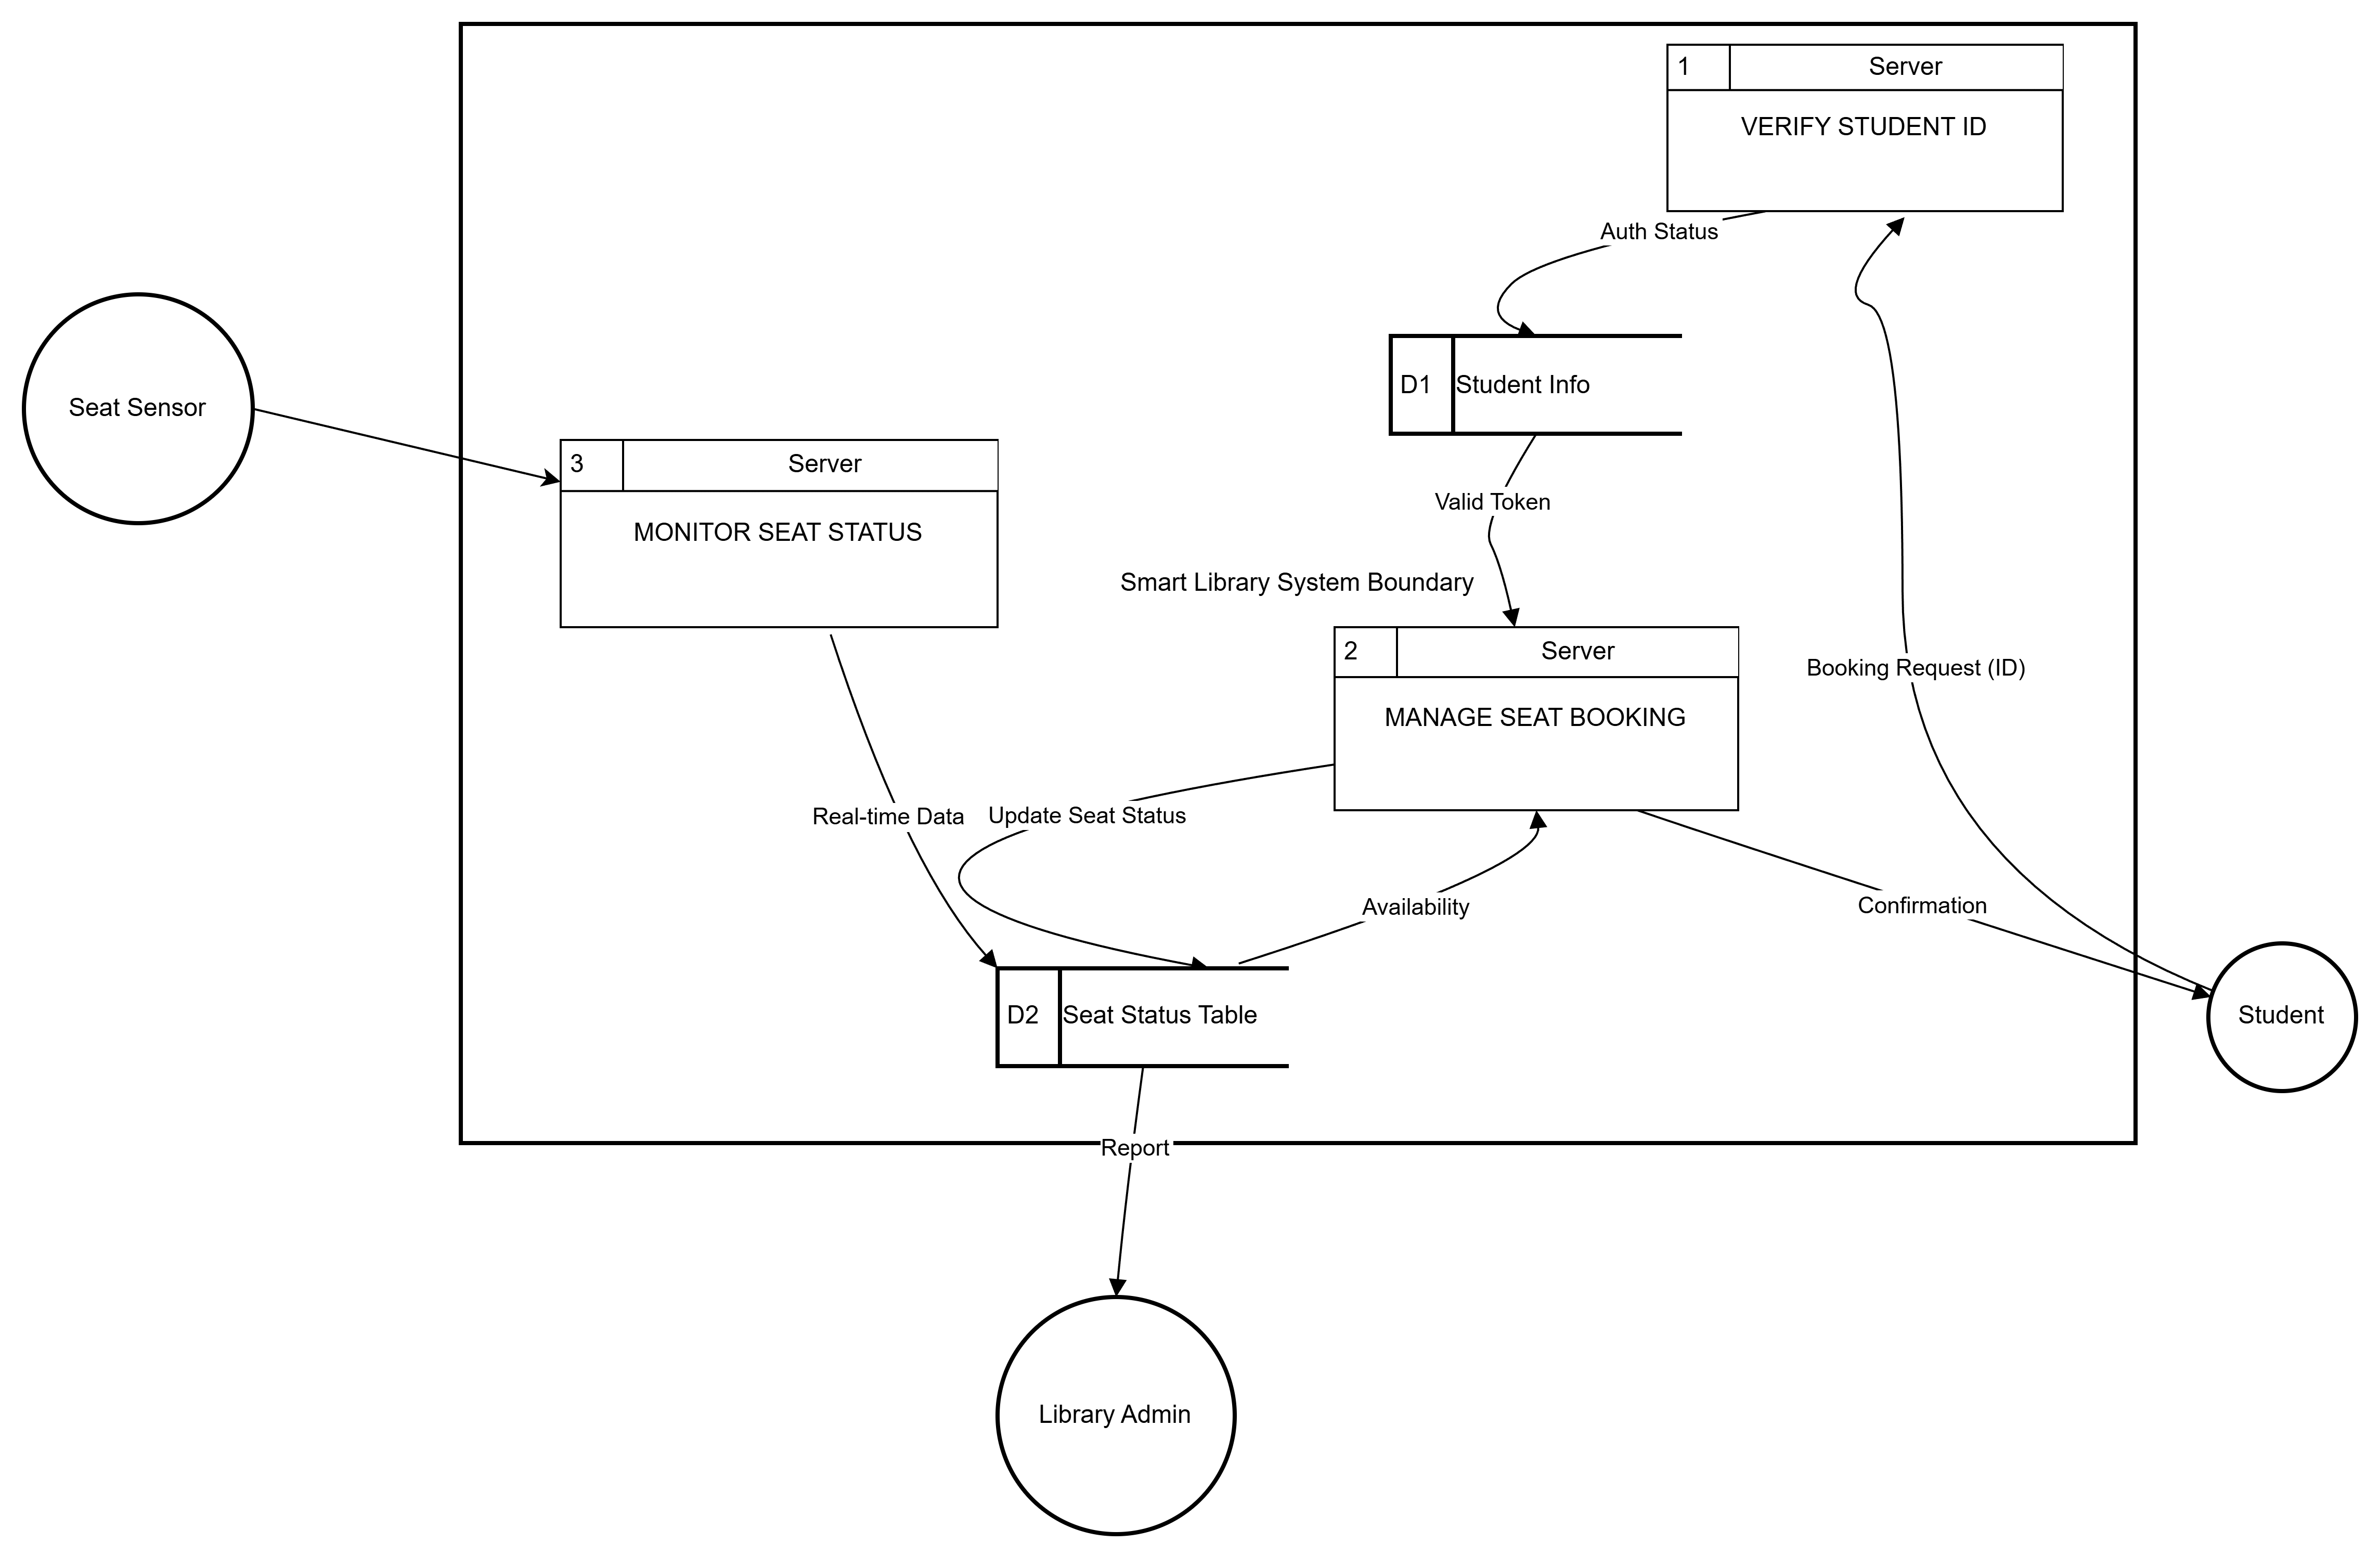 1
Server
VERIFY STUDENT ID
Auth Status
D1
Student Info
Seat Sensor
3
Server
MONITOR SEAT STATUS
Valid Token
Smart Library System Boundary
2
Server
MANAGE SEAT BOOKING
Booking Request (ID)
Real-time Data
Update Seat Status
Availability
Confirmation
D2
Seat Status Table
Student
Report
Library Admin